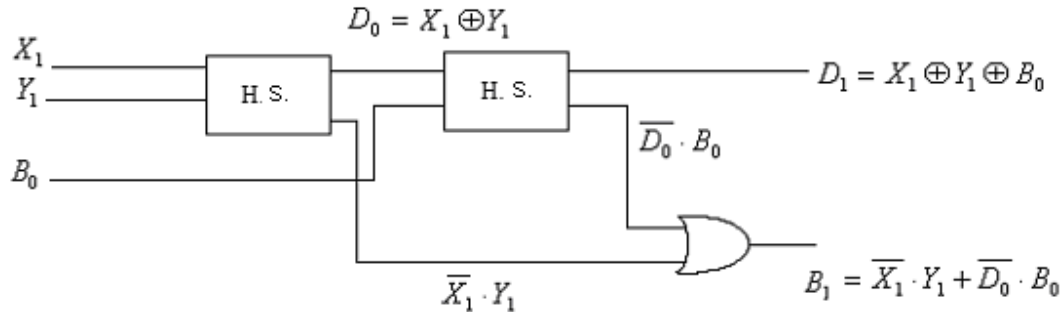 D₀ = X₁ ⊕ Y₁
X₁
Y₁
H. S.
H. S.
D₁ = X₁ ⊕ Y₁ ⊕ B₀
D̅₀ · B₀
B₀
X̅₁ · Y₁
B₁ = X̅₁ · Y₁ + D̅₀ · B₀